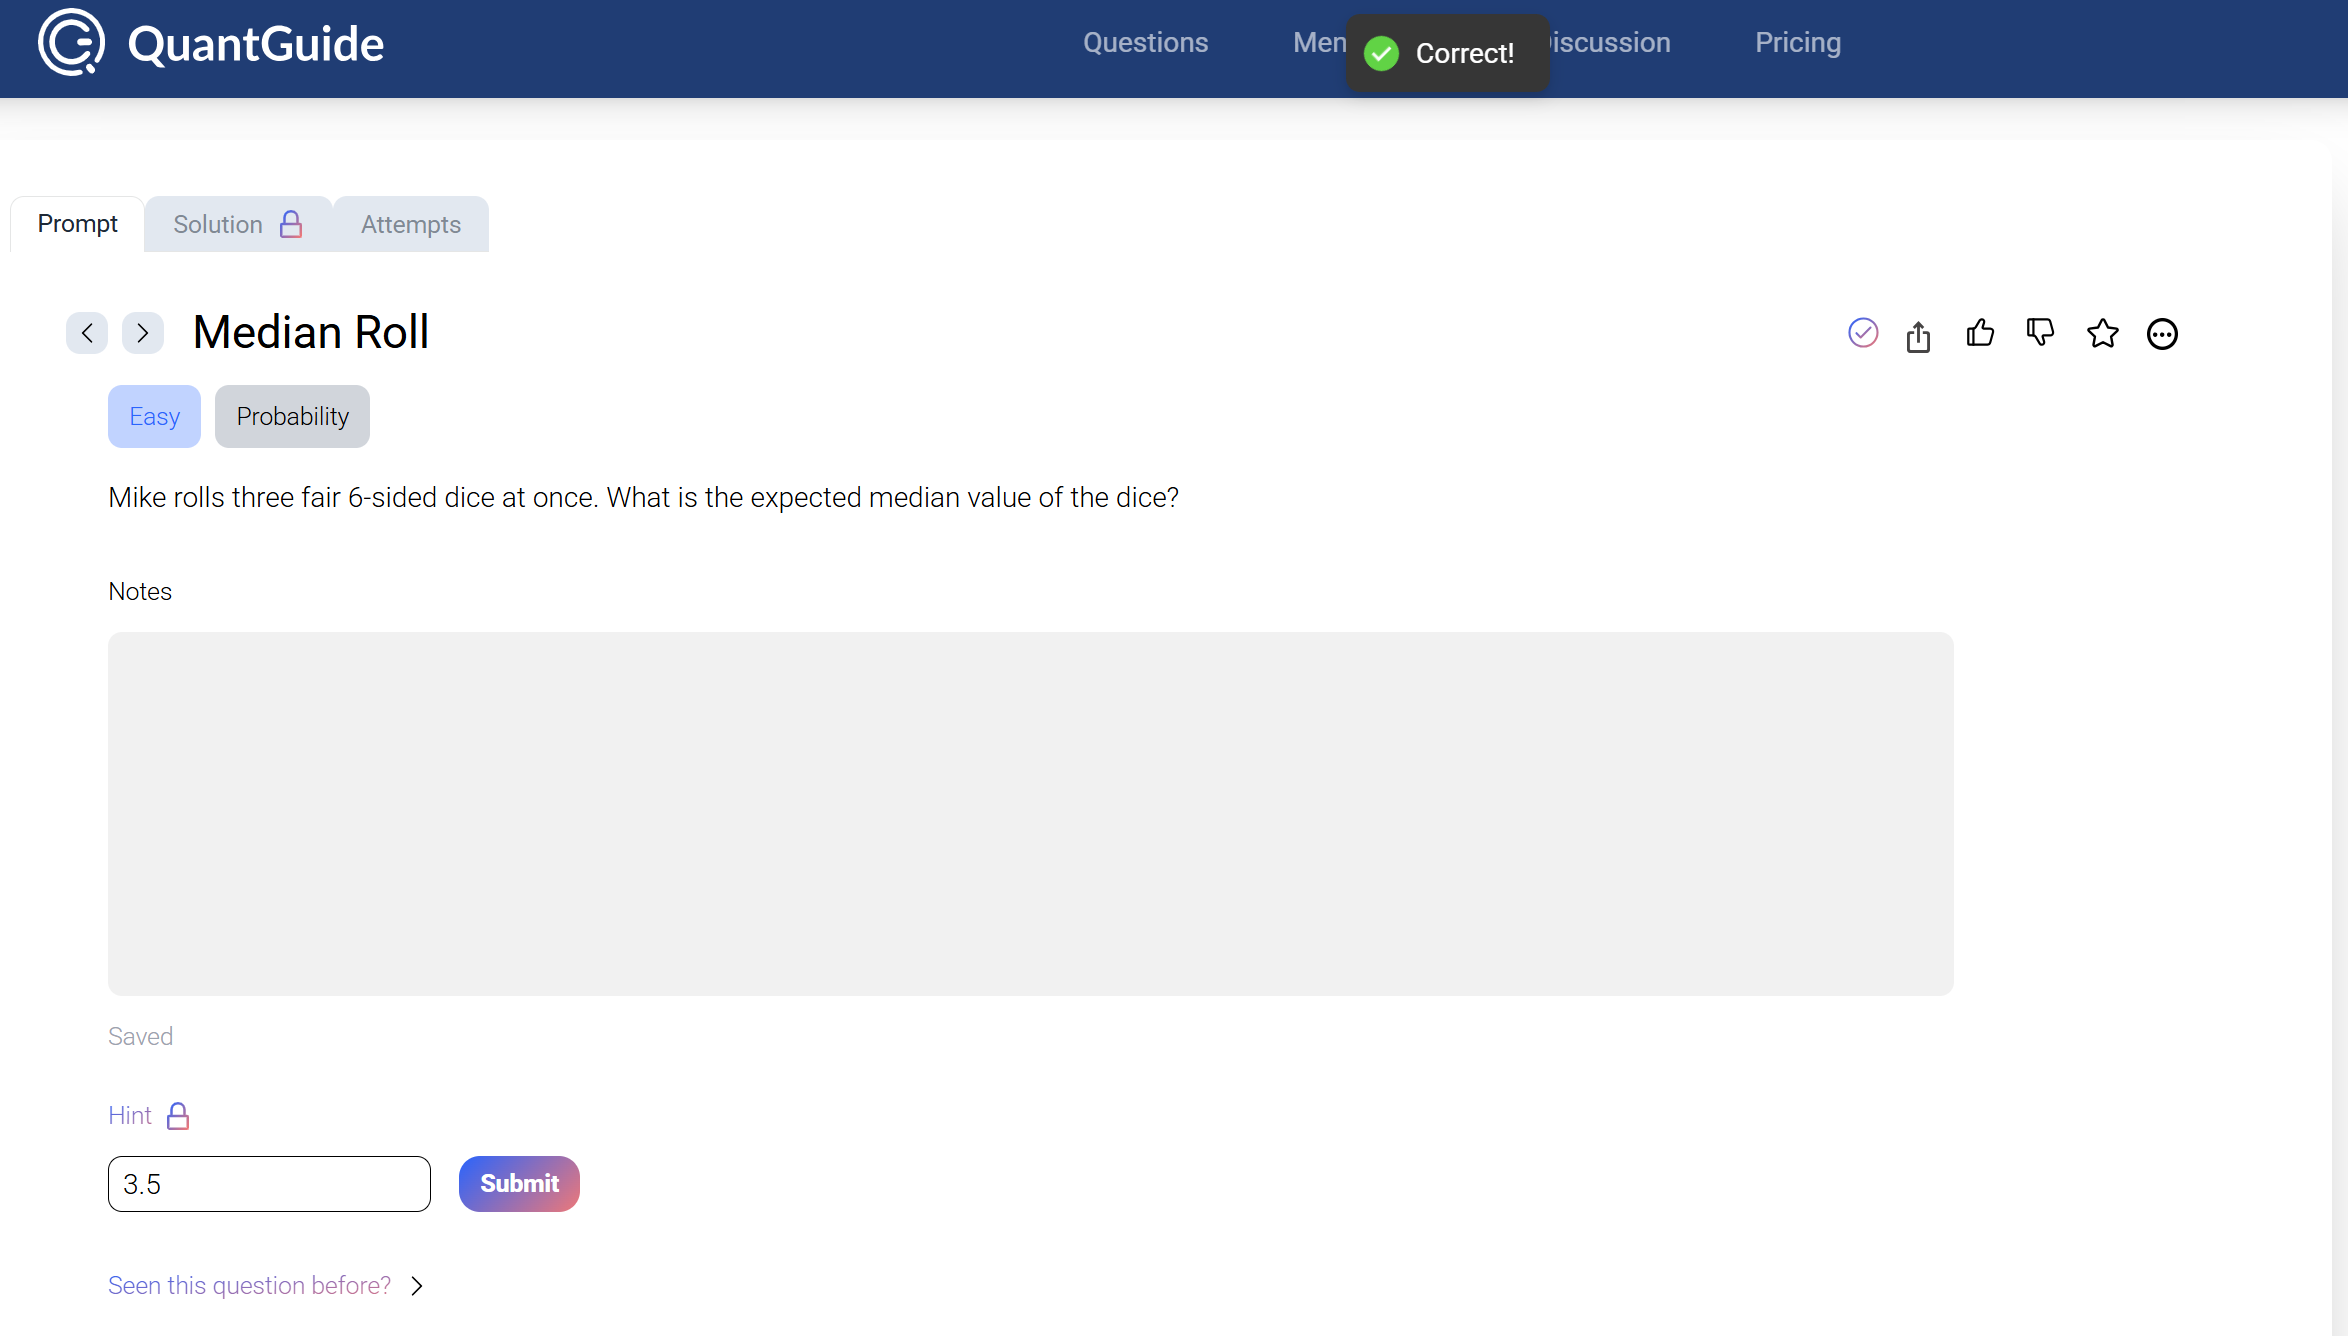 QuantGuide
Questions
Men
Correct!
iscussion
Pricing
Prompt
Solution
Attempts
Median Roll
Easy
Probability
Mike rolls three fair 6-sided dice at once. What is the expected median value of the dice?
Notes
Saved
Hint
3.5
Submit
Seen this question before?